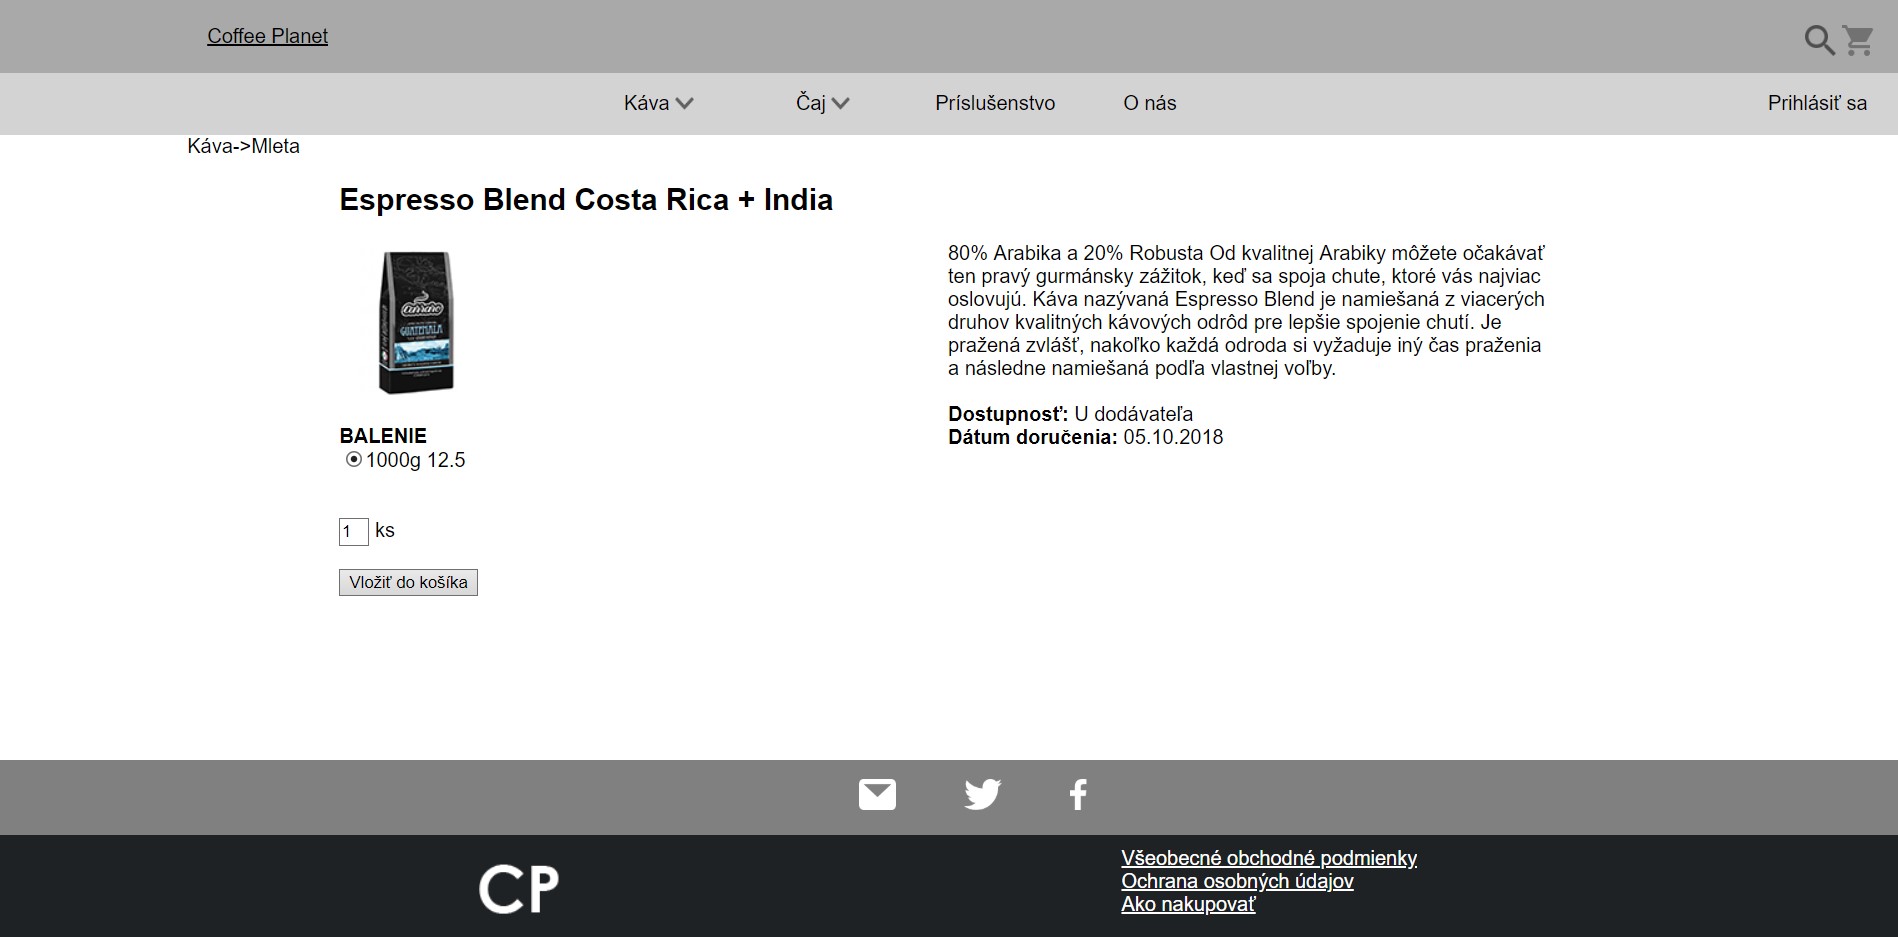 Coffee Planet
Káva
Čaj
Príslušenstvo
O nás
Prihlásiť sa
Káva->Mleta
Espresso Blend Costa Rica + India
GUATEMALA
80% Arabika a 20% Robusta Od kvalitnej Arabiky môžete očakávať
ten pravý gurmánsky zážitok, keď sa spoja chute, ktoré vás najviac
oslovujú. Káva nazývaná Espresso Blend je namiešaná z viacerých
druhov kvalitných kávových odrôd pre lepšie spojenie chutí. Je
pražená zvlášť, nakoľko každá odroda si vyžaduje iný čas praženia
a následne namiešaná podľa vlastnej voľby.
Dostupnosť: U dodávateľa
Dátum doručenia: 05.10.2018
BALENIE
1000g 12.5
1 ks
Vložiť do košíka
CP
Všeobecné obchodné podmienky
Ochrana osobných údajov
Ako nakupovať